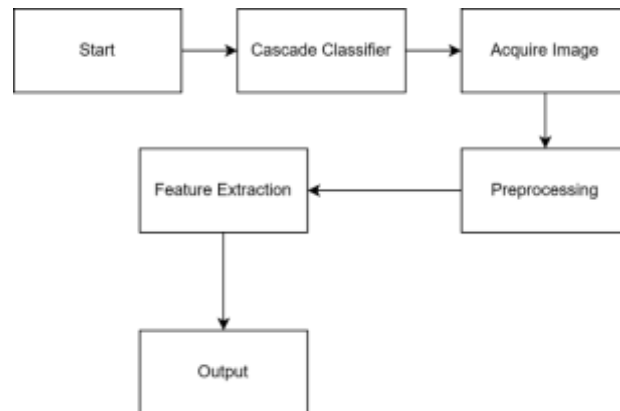 Start
Cascade Classifier
Acquire Image
Preprocessing
Feature Extraction
Output